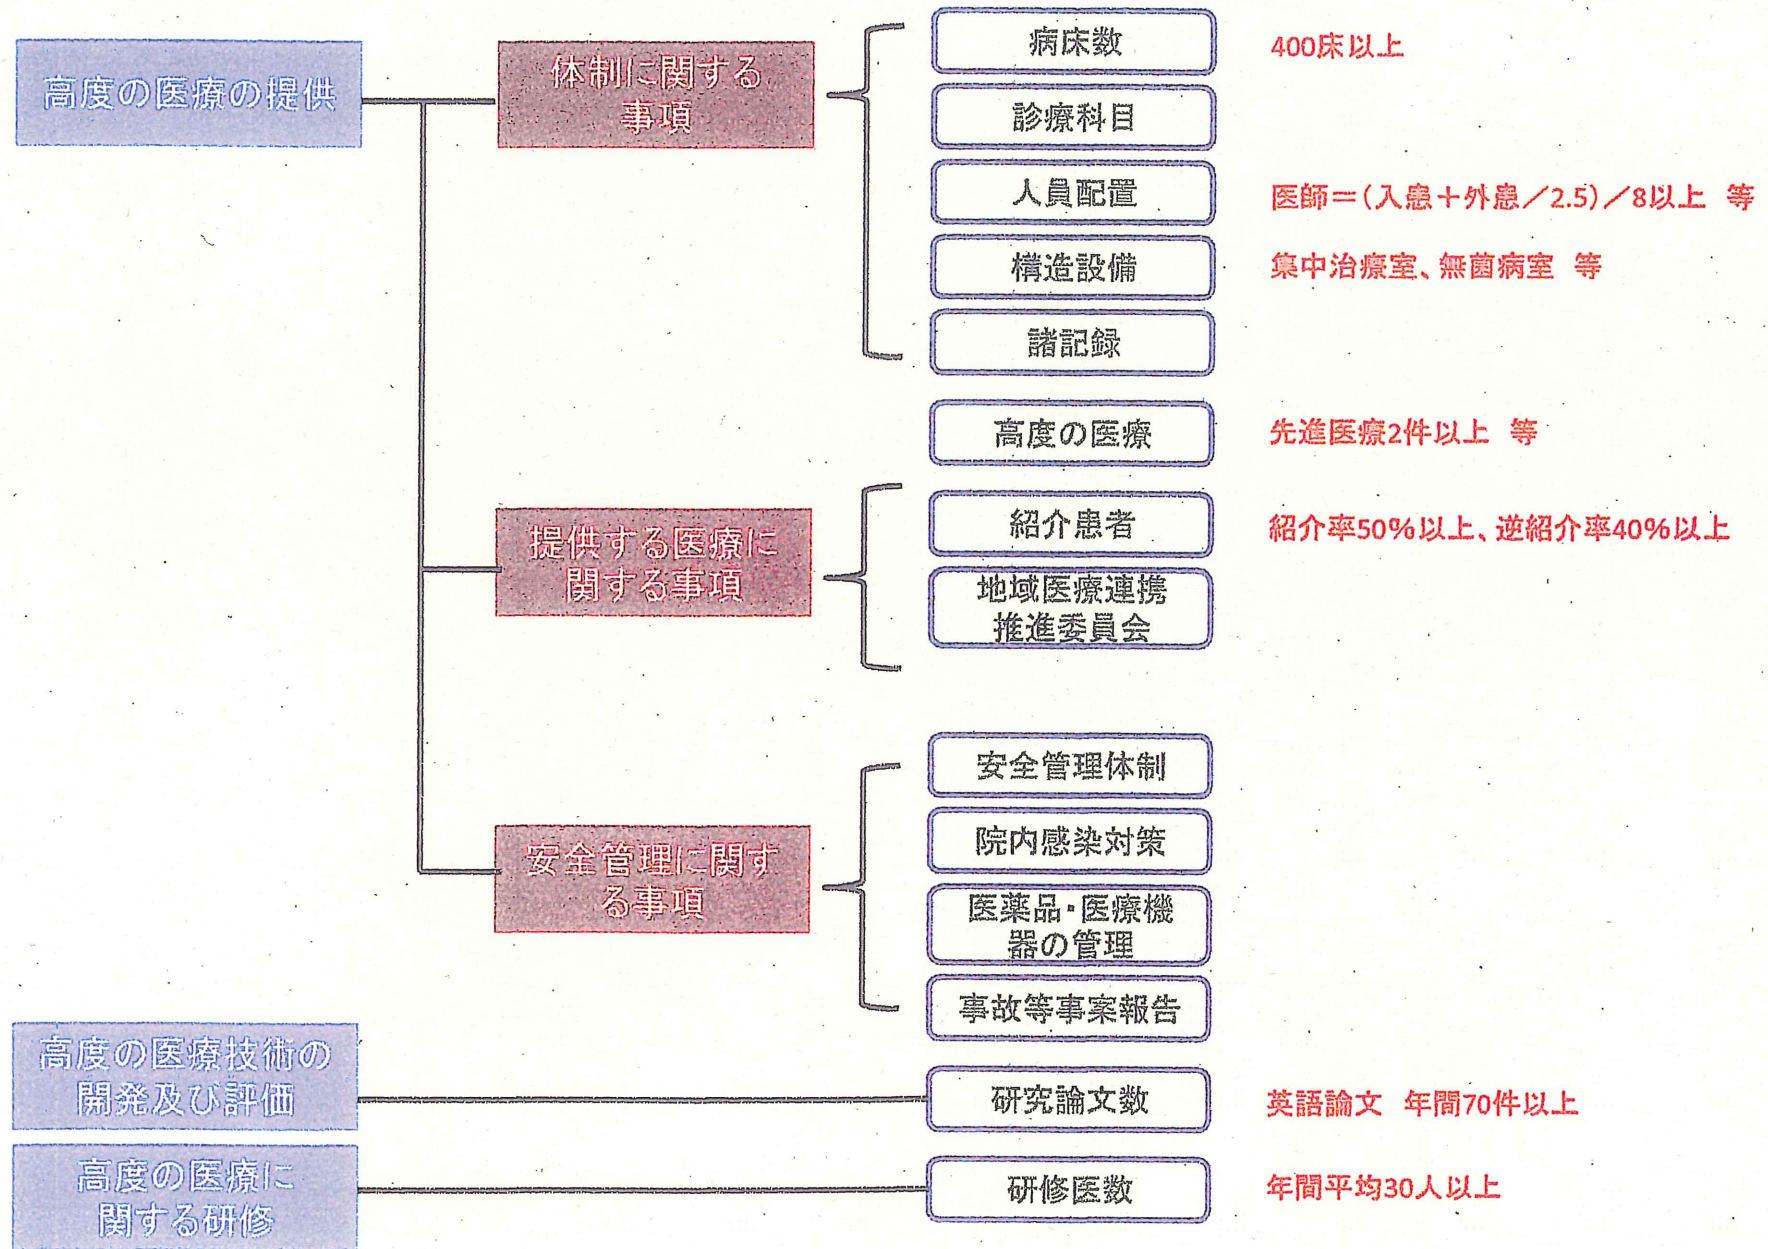 高度の医療の提供
体制に関する
事項
病床数
400床以上
診療科目
人員配置
医師＝(入患＋外患／2.5)／8以上 等
構造設備
集中治療室、無菌病室 等
諸記録
高度の医療
先進医療2件以上 等
提供する医療に
関する事項
紹介患者
紹介率50％以上、逆紹介率40％以上
地域医療連携
推進委員会
安全管理に関す
る事項
安全管理体制
院内感染対策
医薬品・医療機
器の管理
事故等事案報告
高度の医療技術の
開発及び評価
研究論文数
英語論文 年間70件以上
高度の医療に
関する研修
研修医数
年間平均30人以上